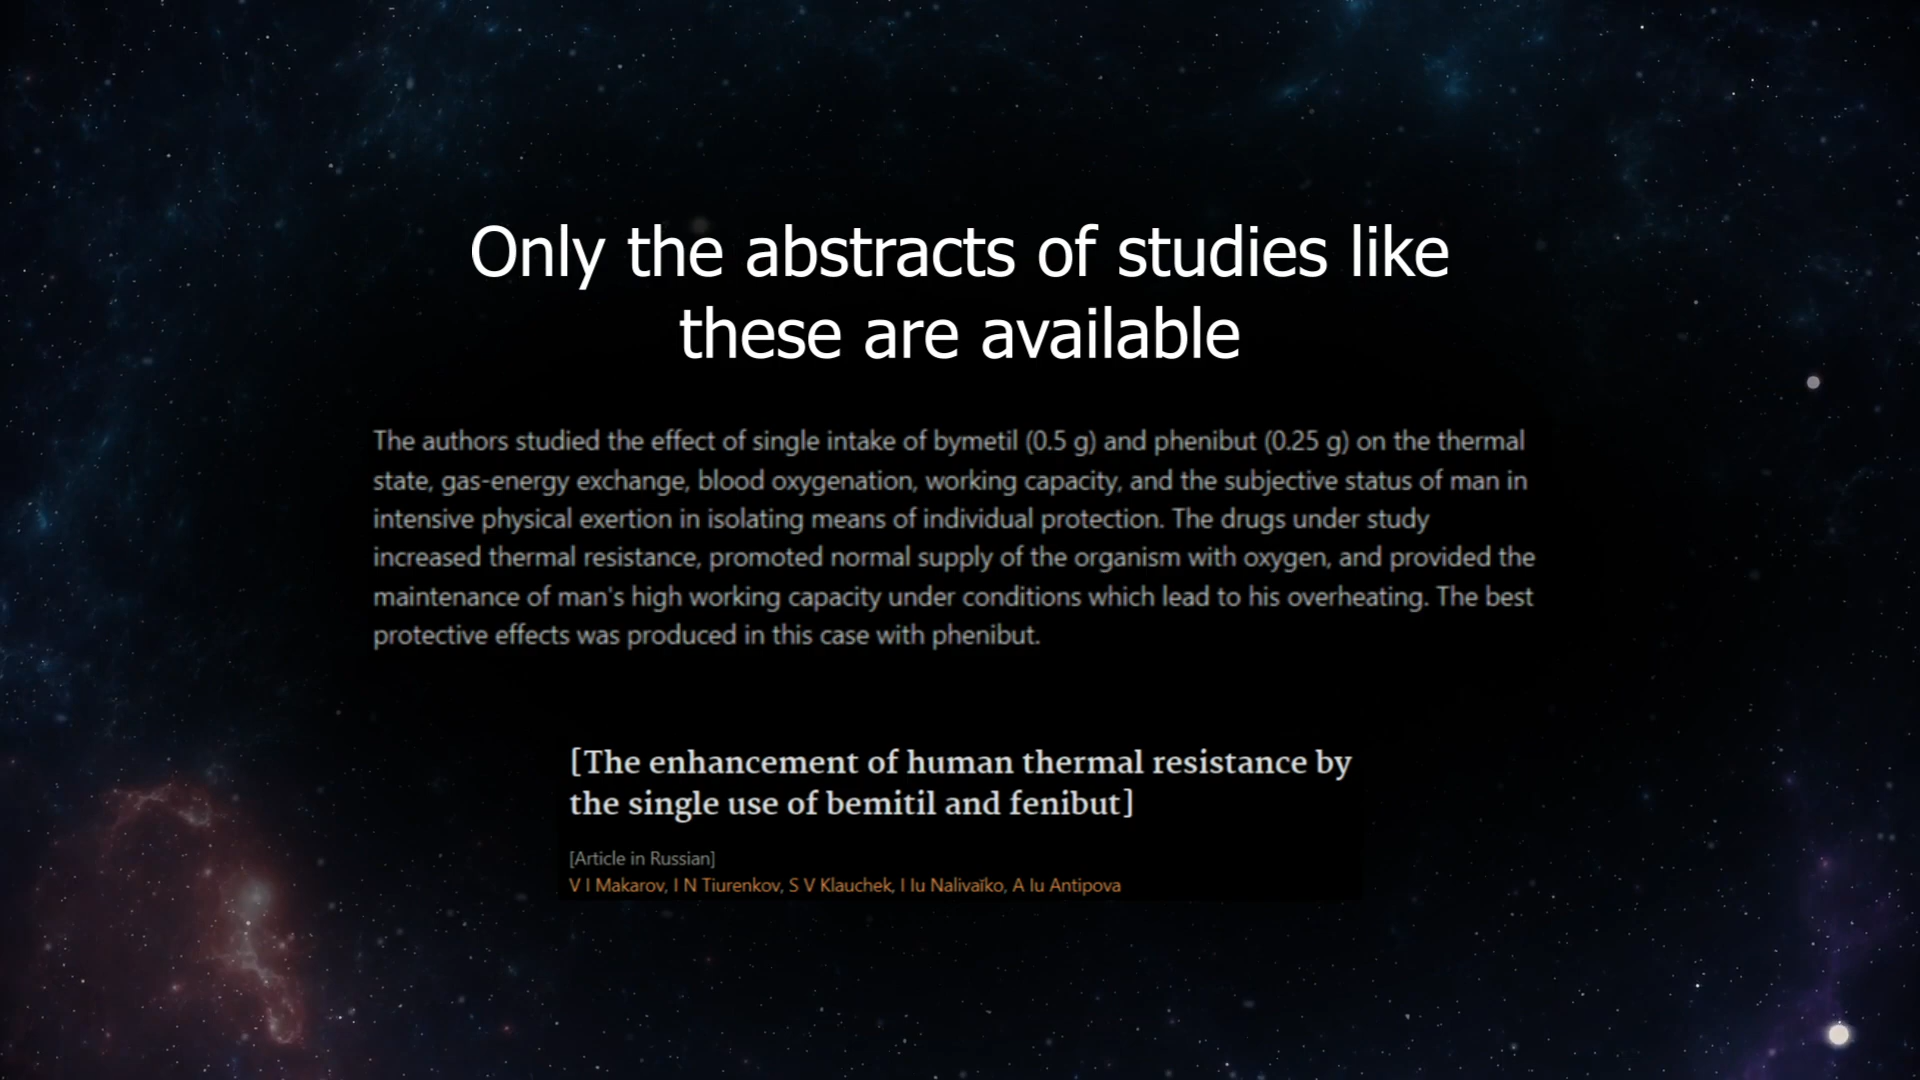 Only the abstracts of studies like
these are available
The authors studied the effect of single intake of bymetil (0.5 g) and phenibut (0.25 g) on the thermal
state, gas-energy exchange, blood oxygenation, working capacity, and the subjective status of man in
intensive physical exertion in isolating means of individual protection. The drugs under study
increased thermal resistance, promoted normal supply of the organism with oxygen, and provided the
maintenance of man's high working capacity under conditions which lead to his overheating. The best
protective effects was produced in this case with phenibut.
[The enhancement of human thermal resistance by
the single use of bemitil and fenibut]
[Article in Russian]
V I Makarov, I N Tiurenkov, S V Klauchek, I Iu Nalivaĭko, A Iu Antipova